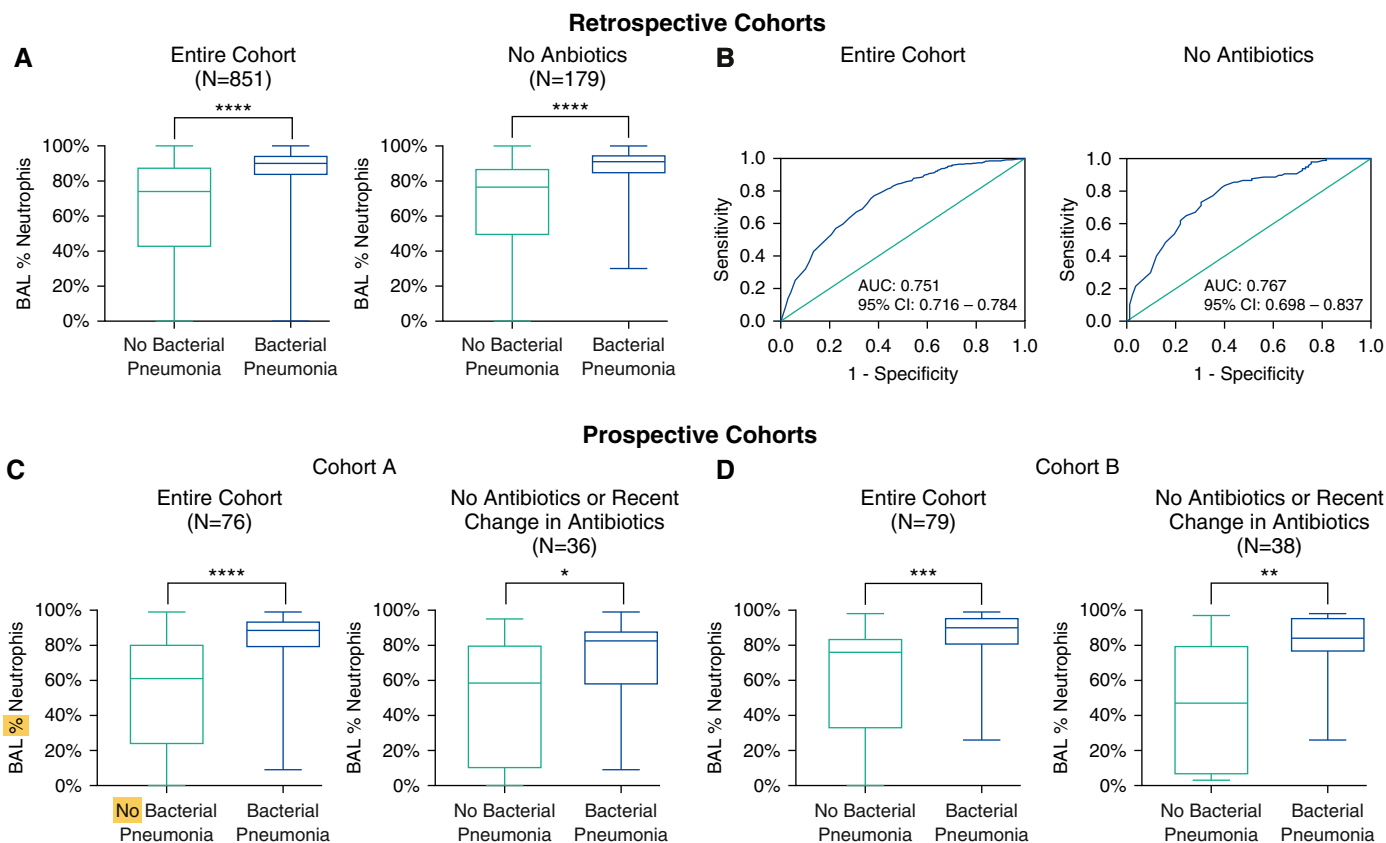 Retrospective Cohorts
A
Entire Cohort
(N=851)
****
100%
80%
60%
40%
20%
0%
BAL % Neutrophis
No Bacterial
Pneumonia
Bacterial
Pneumonia
No Anbiotics
(N=179)
****
100%
80%
60%
40%
20%
0%
BAL % Neutrophis
No Bacterial
Pneumonia
Bacterial
Pneumonia
B
Entire Cohort
1.0
0.8
0.6
0.4
0.2
0.0
Sensitivity
AUC: 0.751
95% CI: 0.716 – 0.784
0.0 0.2 0.4 0.6 0.8 1.0
1 - Specificity
No Antibiotics
1.0
0.8
0.6
0.4
0.2
0.0
Sensitivity
AUC: 0.767
95% CI: 0.698 – 0.837
0.0 0.2 0.4 0.6 0.8 1.0
1 - Specificity
Prospective Cohorts
C
Cohort A
Entire Cohort
(N=76)
****
100%
80%
60%
40%
20%
0%
BAL % Neutrophis
No Bacterial
Pneumonia
Bacterial
Pneumonia
No Antibiotics or Recent
Change in Antibiotics
(N=36)
*
100%
80%
60%
40%
20%
0%
BAL % Neutrophis
No Bacterial
Pneumonia
Bacterial
Pneumonia
D
Cohort B
Entire Cohort
(N=79)
***
100%
80%
60%
40%
20%
0%
BAL % Neutrophis
No Bacterial
Pneumonia
Bacterial
Pneumonia
No Antibiotics or Recent
Change in Antibiotics
(N=38)
**
100%
80%
60%
40%
20%
0%
BAL % Neutrophis
No Bacterial
Pneumonia
Bacterial
Pneumonia